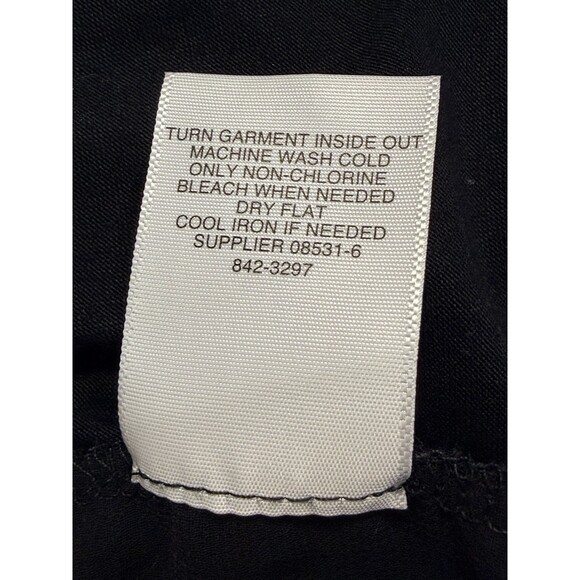 TURN GARMENT INSIDE OUT
MACHINE WASH COLD
ONLY NON-CHLORINE
BLEACH WHEN NEEDED
DRY FLAT
COOL IRON IF NEEDED
SUPPLIER 08531-6
842-3297